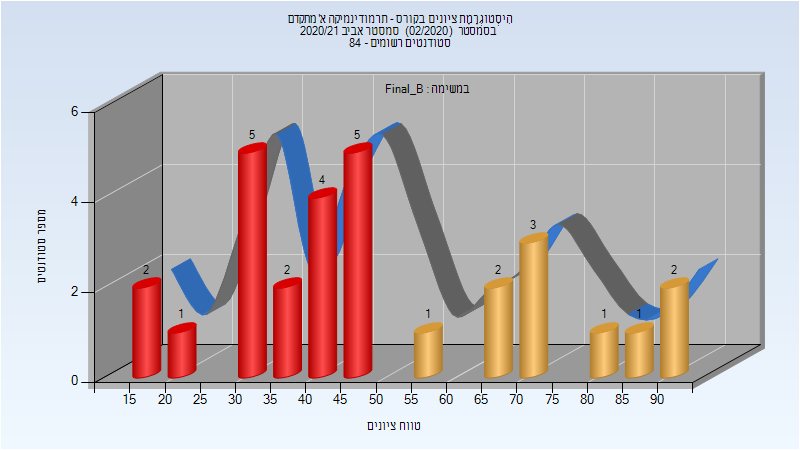 היסטוגרמת ציונים בקורס - תרמודינמיקה א' מתקדם
בסמסטר (02/2020) סמסטר אביב 2020/21
סטודנטים רשומים - 84
במשימה : Final_B
מספר סטודנטים
6
4
2
0
2
1
5
2
4
5
1
2
3
1
1
2
15 20 25 30 35 40 45 50 55 60 65 70 75 80 85 90
טווח ציונים